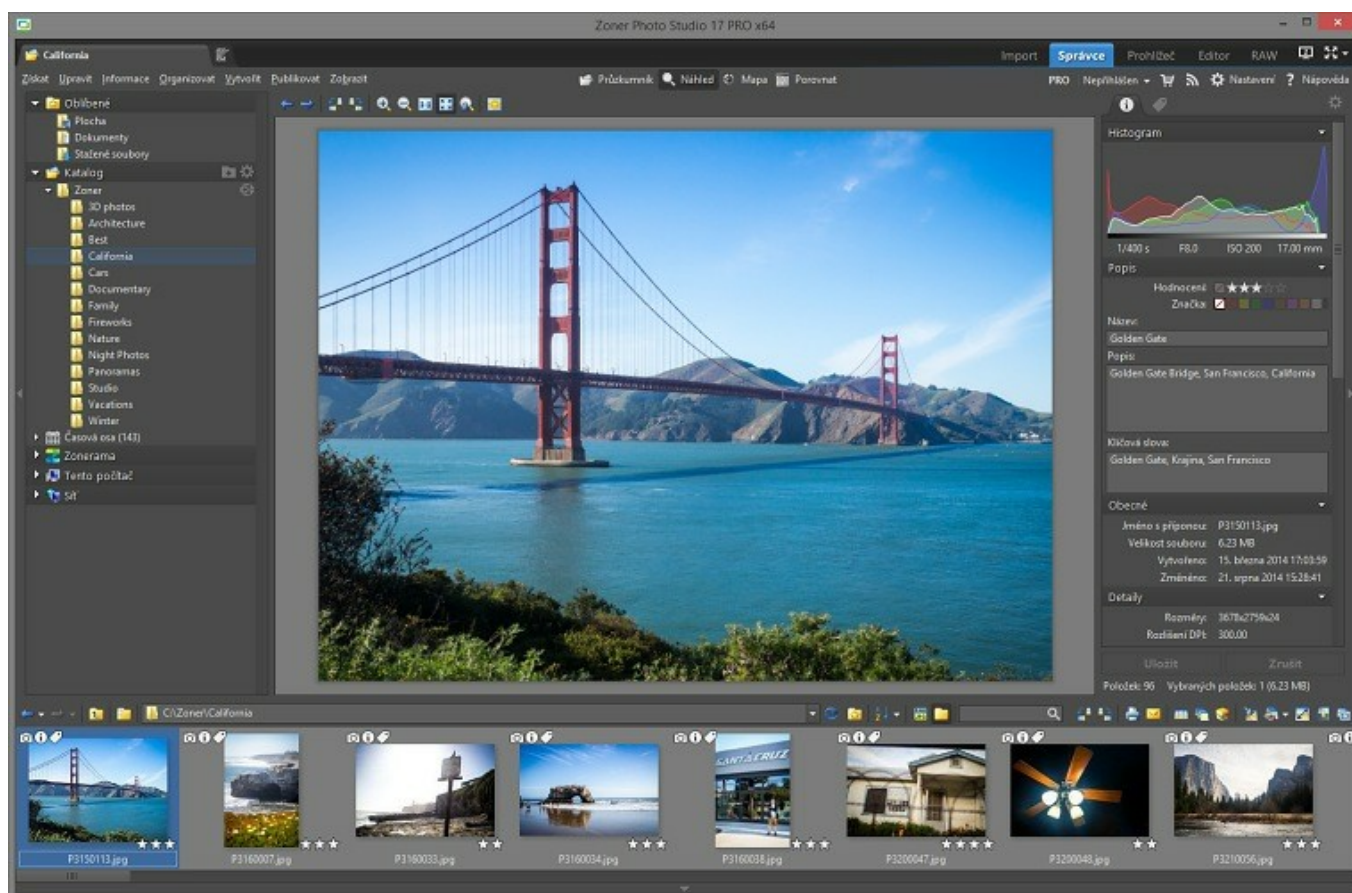 Zoner Photo Studio 17 PRO x64
California
Import Správce Prohlížeč Editor RAW
Získat Upravit Informace Organizovat Vytvořit Publikovat Zobrazit
Průzkumník Náhled Mapa Porovnat
PRO Nepřihlášen Nastavení ? Nápověda
Oblíbené
Plocha
Dokumenty
Stažené soubory
Katalog
Zoner
3D photos
Architecture
Best
California
Cars
Documentary
Family
Fireworks
Nature
Night Photos
Panoramas
Studio
Vacations
Winter
Časová osa (143)
Zonerama
Tento počítač
Síť
Histogram
1/400 s F8.0 ISO 200 17.00 mm
Popis
Hodnocení:
Značka:
Název:
Golden Gate
Popis:
Golden Gate Bridge, San Francisco, California
Klíčová slova:
Golden Gate, Krajina, San Francisco
Obecné
Jméno s příponou: P3150113.jpg
Velikost souboru: 6.23 MB
Vytvořeno: 15. března 2014 17:03:59
Změněno: 21. srpna 2014 15:28:41
Detaily
Rozměry: 3678x2759x24
Rozlišení DPI: 300.00
Uložit Zrušit
Položek: 96 Vybraných položek: 1 (6.23 MB)
C:\Zoner\California
SANTA CRUZ
P3150113.jpg P3160007.jpg P3160033.jpg P3160034.jpg P3160038.jpg P3200047.jpg P3200048.jpg P3210056.jpg